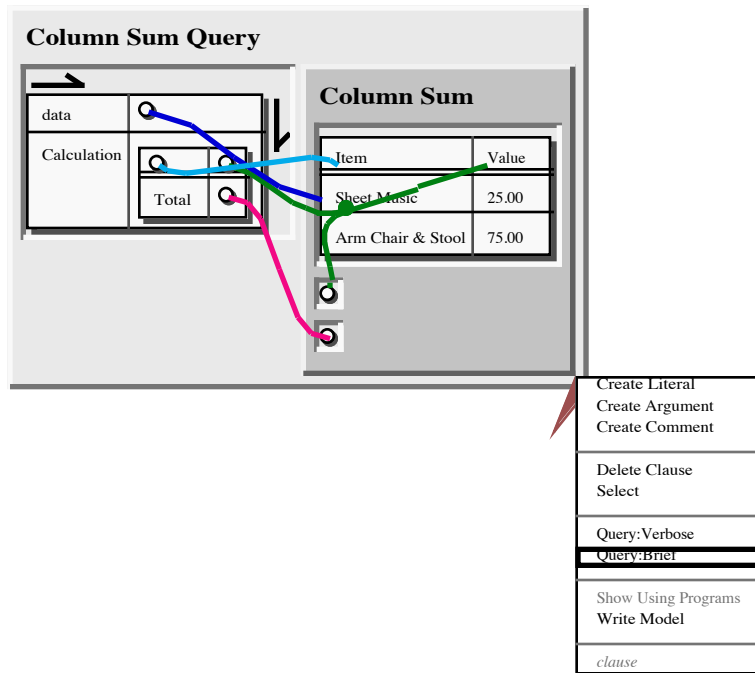 Column Sum Query
data
Calculation
Total
Column Sum
Item Value
Sheet Music 25.00
Arm Chair & Stool 75.00
Create Literal
Create Argument
Create Comment
Delete Clause
Select
Query:Verbose
Query:Brief
Show Using Programs
Write Model
clause